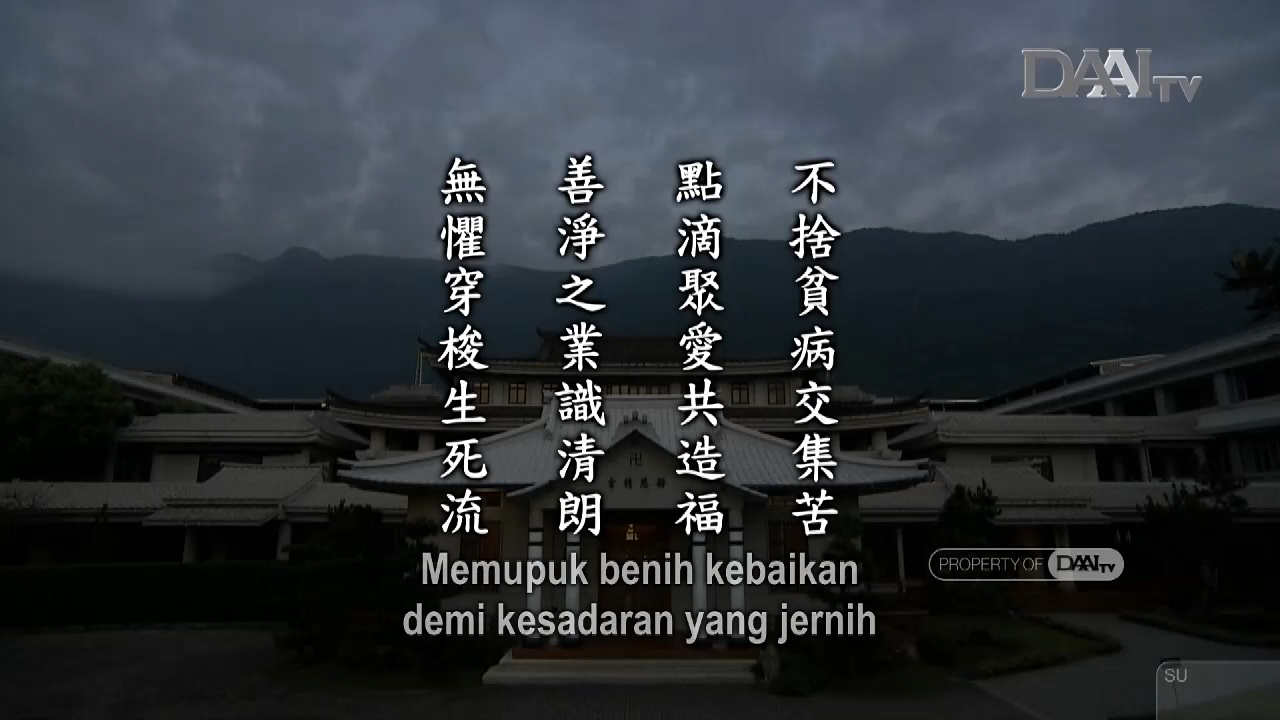 DAAI TV
不捨貧病交集苦
點滴聚愛共造福
善淨之業識清朗
無懼穿梭生死流
Memupuk benih kebaikan
demi kesadaran yang jernih
PROPERTY OF DAAI TV
SU